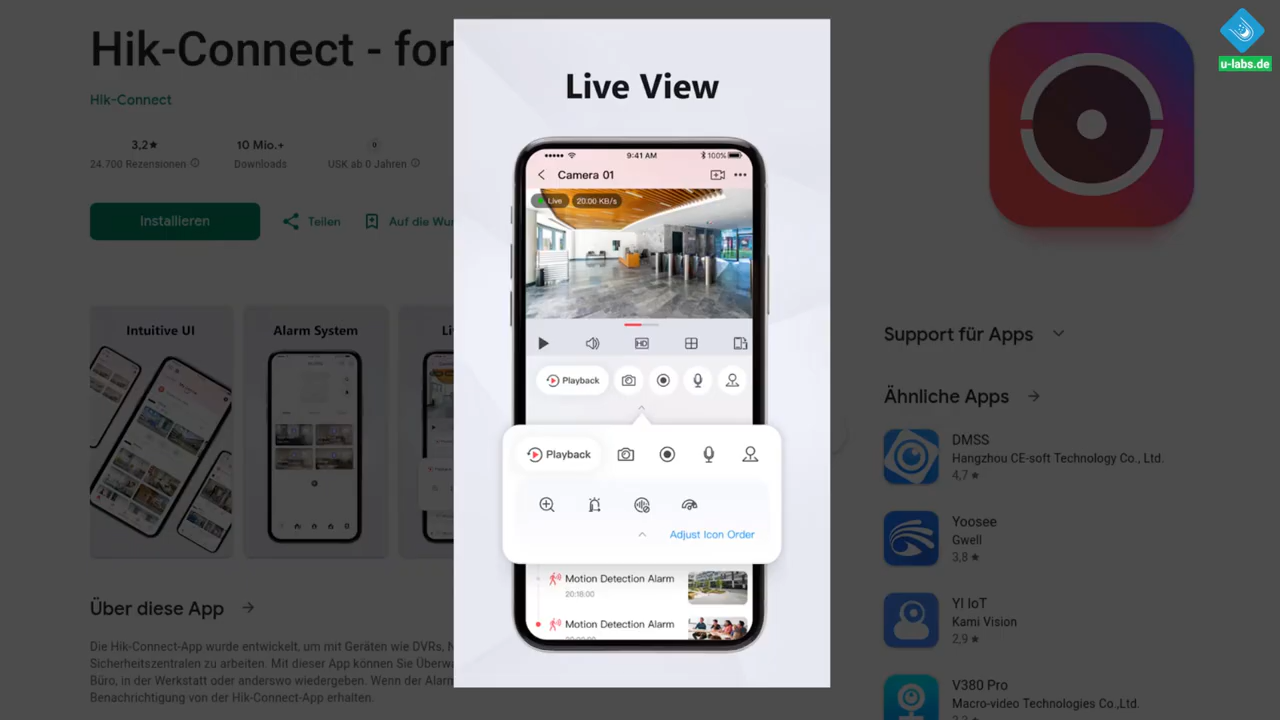 Hik-Connect - for
Hik-Connect
3,2★
24.700 Rezensionen
10 Mio.+
Downloads
0
USK ab 0 Jahren
Installieren
Teilen
Auf die Wun
Intuitive UI
Alarm System
Li
Über diese App
Die Hik-Connect-App wurde entwickelt, um mit Geräten wie DVRs, N
Sicherheitszentralen zu arbeiten. Mit dieser App können Sie Überwa
Büro, in der Werkstatt oder anderswo wiedergeben. Wenn der Alarm
Benachrichtigung von der Hik-Connect-App erhalten.
Live View
9:41 AM
100%
Camera 01
Live
20.00 KB/s
HD
Playback
Playback
Adjust Icon Order
Motion Detection Alarm
20:18:00
Motion Detection Alarm
u-labs.de
Support für Apps
Ähnliche Apps
DMSS
Hangzhou CE-soft Technology Co., Ltd.
4,7★
Yoosee
Gwell
3,8★
YI IoT
Kami Vision
2,9★
V380 Pro
Macro-video Technologies Co.,Ltd.